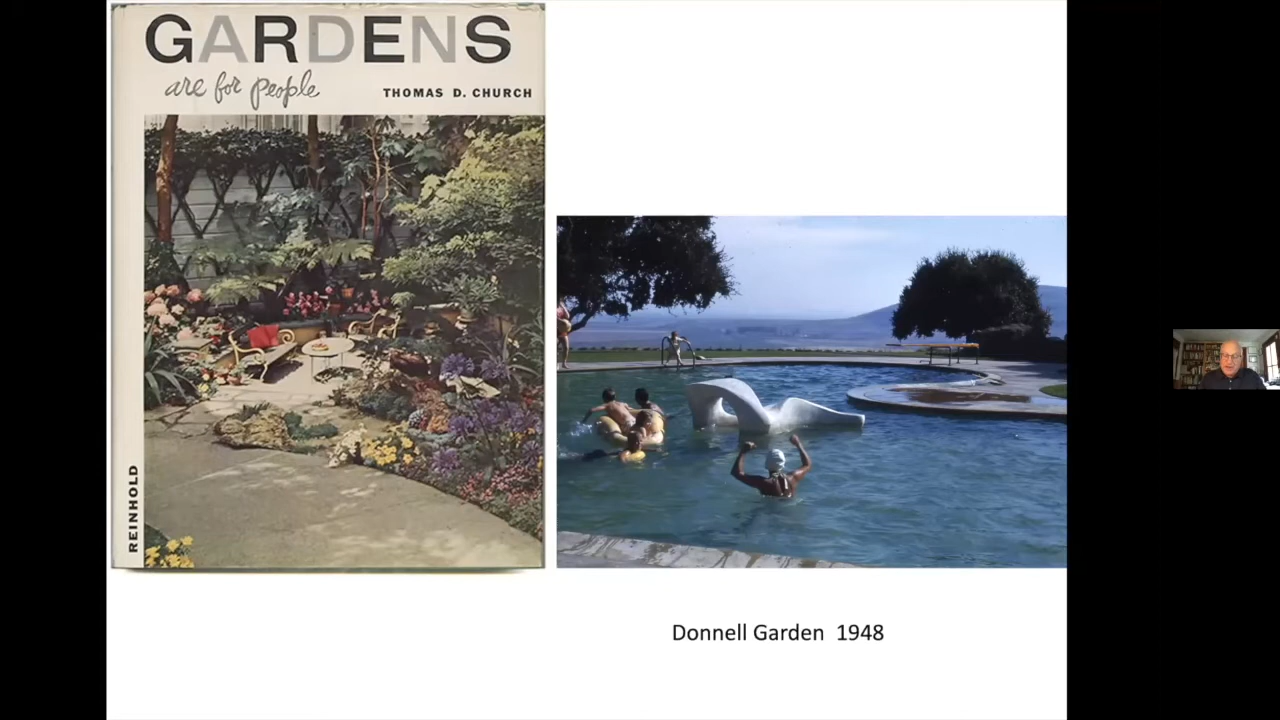 GARDENS
are for people
THOMAS D. CHURCH
REINHOLD
Donnell Garden 1948